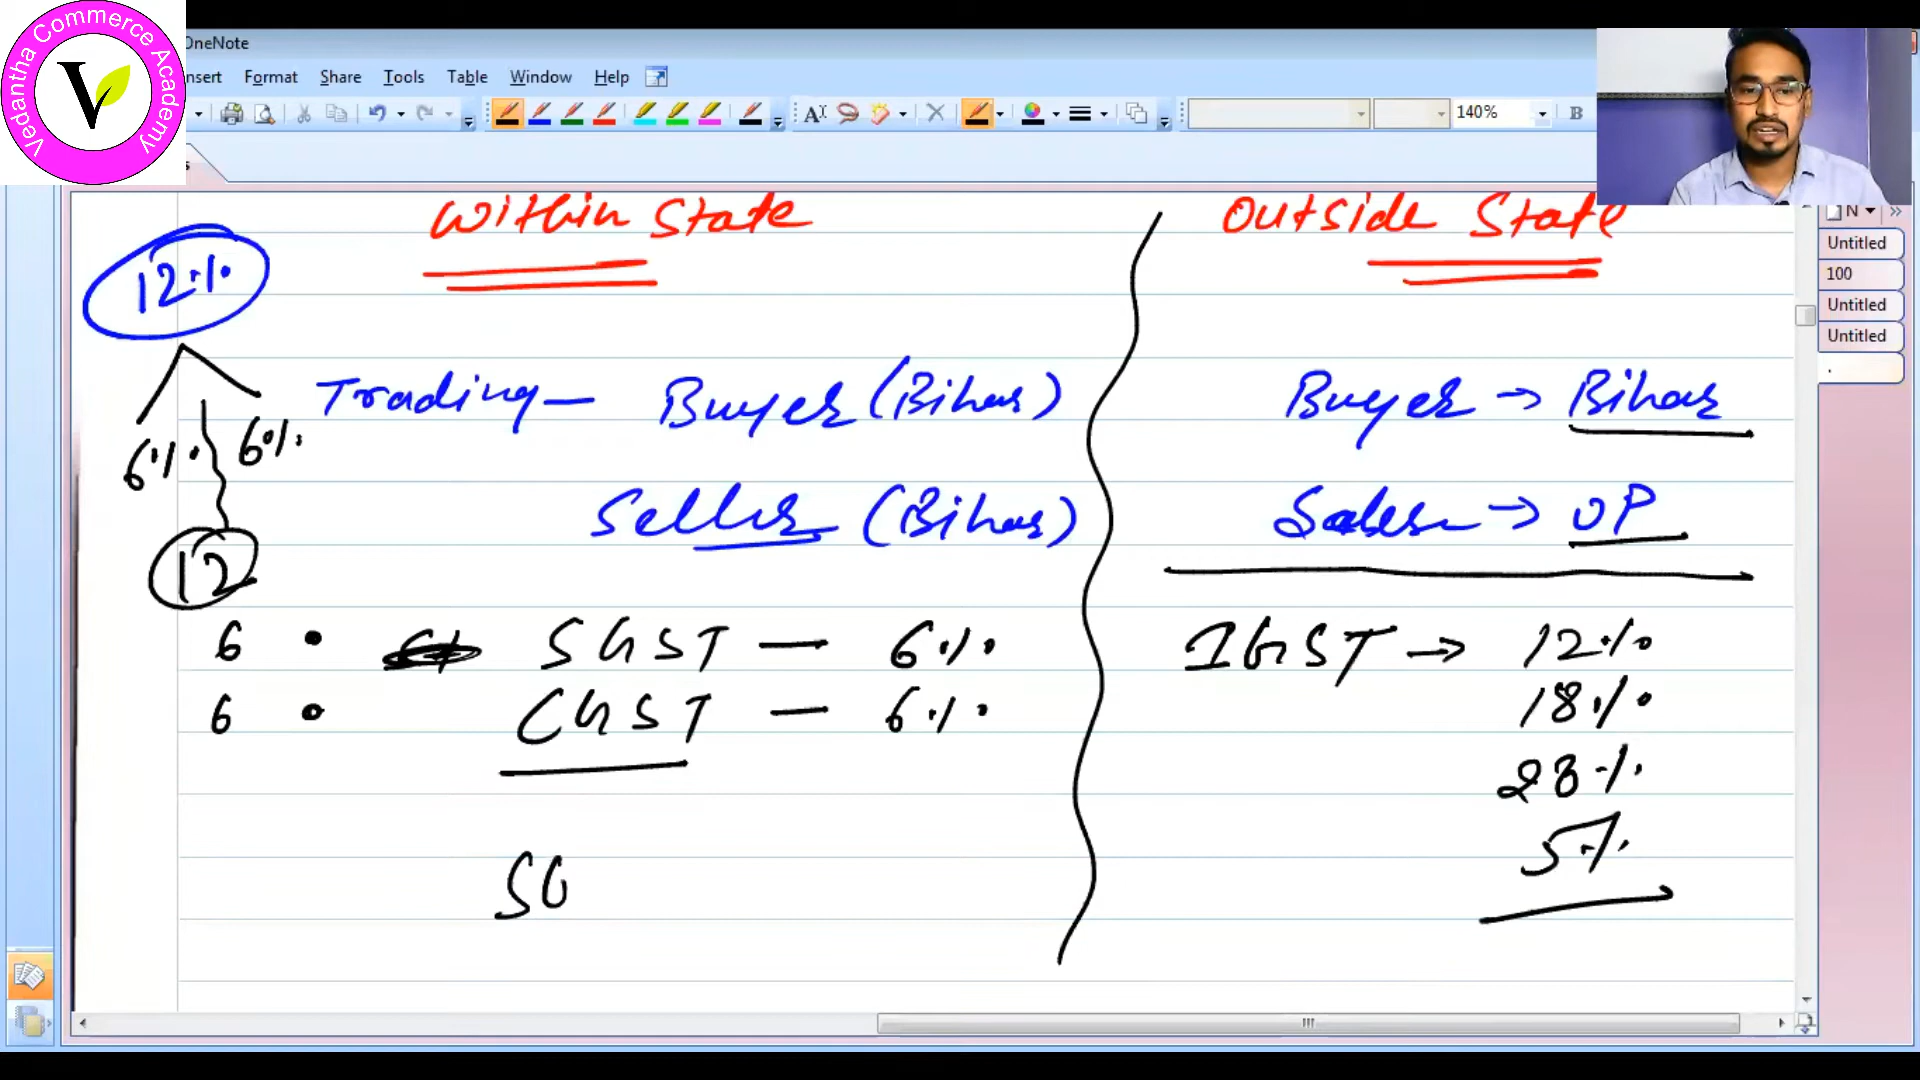 Vedantha Commerce Academy
V
OneNote
nsert Format Share Tools Table Window Help
140% B
s
N
Untitled
100
Untitled
Untitled
.
Within State
12%
6% 6%
12
Trading – Buyer (Bihar)
Seller (Bihar)
6 • SGST — 6%
6 • CGST — 6%
SG
Outside State
Buyer → Bihar
Saler → UP
IGST → 12%
18%
28%
5%